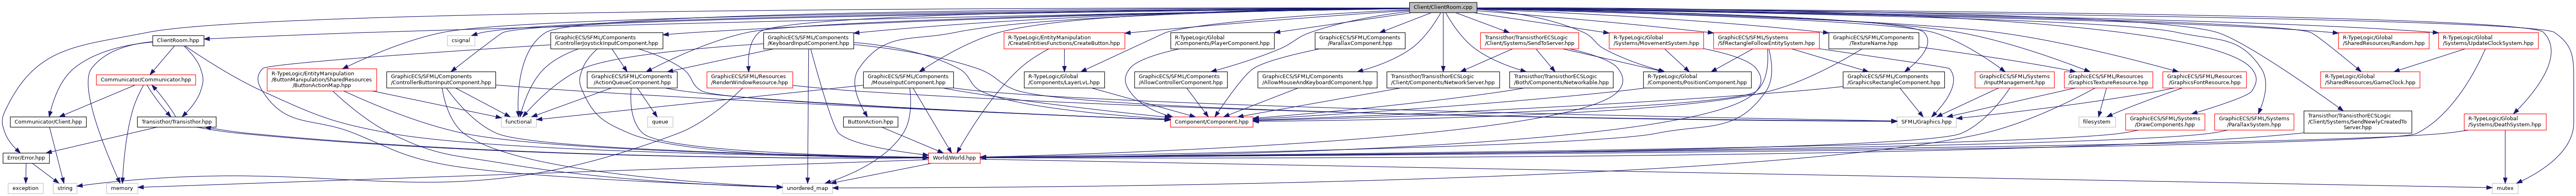 Client/ClientRoom.cpp
ClientRoom.hpp
csignal
GraphicECS/SFML/Components
/ControllerJoystickInputComponent.hpp
GraphicECS/SFML/Components
/KeyboardInputComponent.hpp
R-TypeLogic/EntityManipulation
/CreateEntitiesFunctions/CreateButton.hpp
R-TypeLogic/Global
Components/PlayerComponent.hpp
GraphicECS/SFML/Components
/ParallaxComponent.hpp
Transisthor/TransisthorECSLogic
/Client/Systems/SendToServer.hpp
R-TypeLogic/Global
/Systems/MovementSystem.hpp
GraphicECS/SFML/Systems
/SfRectangleFollowEntitySystem.hpp
GraphicECS/SFML/Components
/TextureName.hpp
R-TypeLogic/Global
/SharedResources/Random.hpp
R-TypeLogic/Global
/Systems/UpdateClockSystem.hpp
Communicator/Communicator.hpp
R-TypeLogic/EntityManipulation
/ButtonManipulation/SharedResources
/ButtonActionMap.hpp
GraphicECS/SFML/Components
/ControllerButtonInputComponent.hpp
GraphicECS/SFML/Components
/ActionQueueComponent.hpp
GraphicECS/SFML/Resources
/RenderWindowResource.hpp
GraphicECS/SFML/Components
/MouseInputComponent.hpp
R-TypeLogic/Global
/Components/LayerLvL.hpp
GraphicECS/SFML/Components
/AllowControllerComponent.hpp
GraphicECS/SFML/Components
/AllowMouseAndKeyboardComponent.hpp
Transisthor/TransisthorECSLogic
/Client/Components/NetworkServer.hpp
Transisthor/TransisthorECSLogic
/Both/Components/Networkable.hpp
R-TypeLogic/Global
/Components/PositionComponent.hpp
GraphicECS/SFML/Components
/GraphicsRectangleComponent.hpp
GraphicECS/SFML/Systems
/InputManagement.hpp
GraphicECS/SFML/Resources
/GraphicsTextureResource.hpp
GraphicECS/SFML/Resources
/GraphicsFontResource.hpp
R-TypeLogic/Global
/SharedResources/GameClock.hpp
Communicator/Client.hpp
Transisthor/Transisthor.hpp
functional
queue
ButtonAction.hpp
Component/Component.hpp
SFML/Graphics.hpp
filesystem
GraphicECS/SFML/Systems
/DrawComponents.hpp
GraphicECS/SFML/Systems
/ParallaxSystem.hpp
Transisthor/TransisthorECSLogic
/Client/Systems/SendNewlyCreatedTo
Server.hpp
R-TypeLogic/Global
/Systems/DeathSystem.hpp
Error/Error.hpp
World/World.hpp
exception
string
memory
unordered_map
mutex